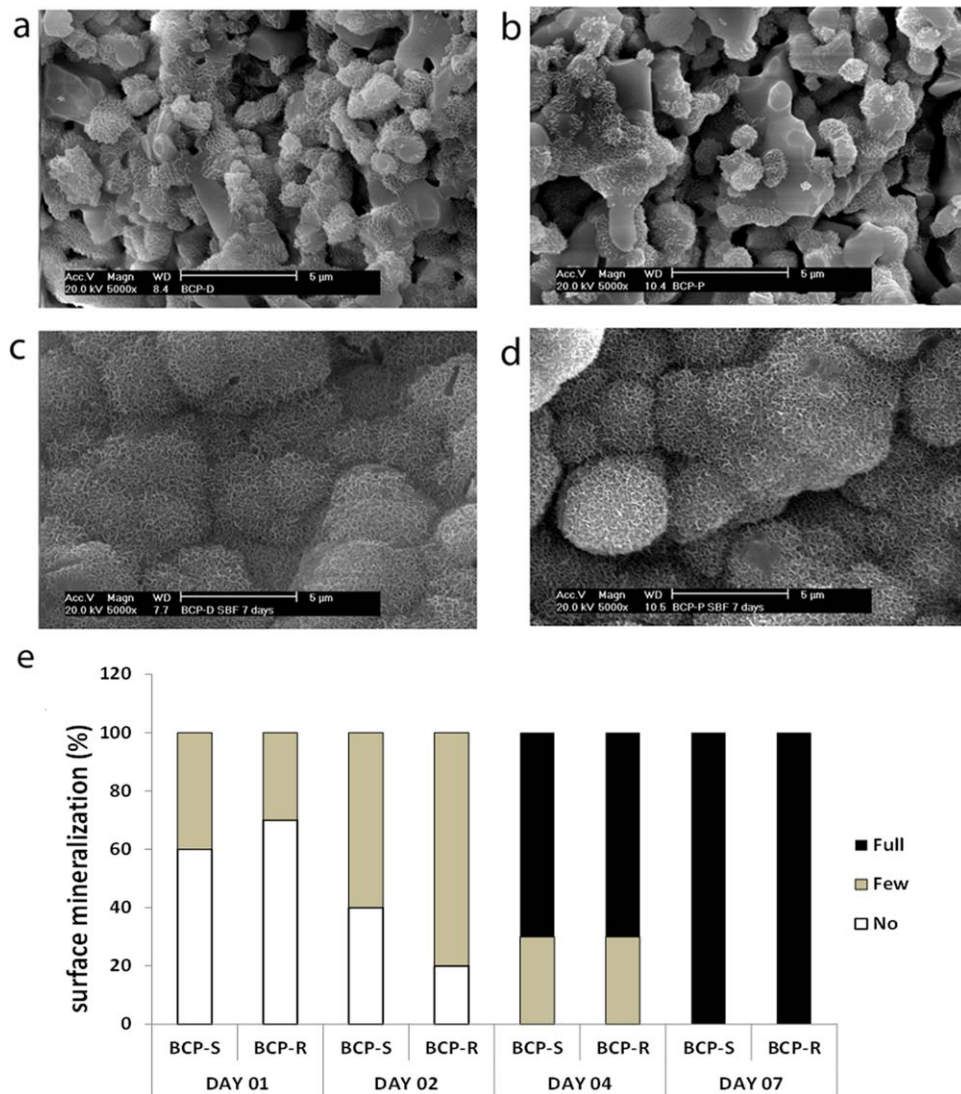 a
b
Acc.V Magn WD 5 µm
20.0 kV 5000x 8.4 BCP-D
Acc.V Magn WD 5 µm
20.0 kV 5000x 10.4 BCP-P
c
d
Acc.V Magn WD 5 µm
20.0 kV 5000x 7.7 BCP-D SBF 7 days
Acc.V Magn WD 5 µm
20.0 kV 5000x 10.5 BCP-P SBF 7 days
e
surface mineralization (%)
120
100
80
60
40
20
0
Full
Few
No
BCP-S BCP-R BCP-S BCP-R BCP-S BCP-R BCP-S BCP-R
DAY 01 DAY 02 DAY 04 DAY 07